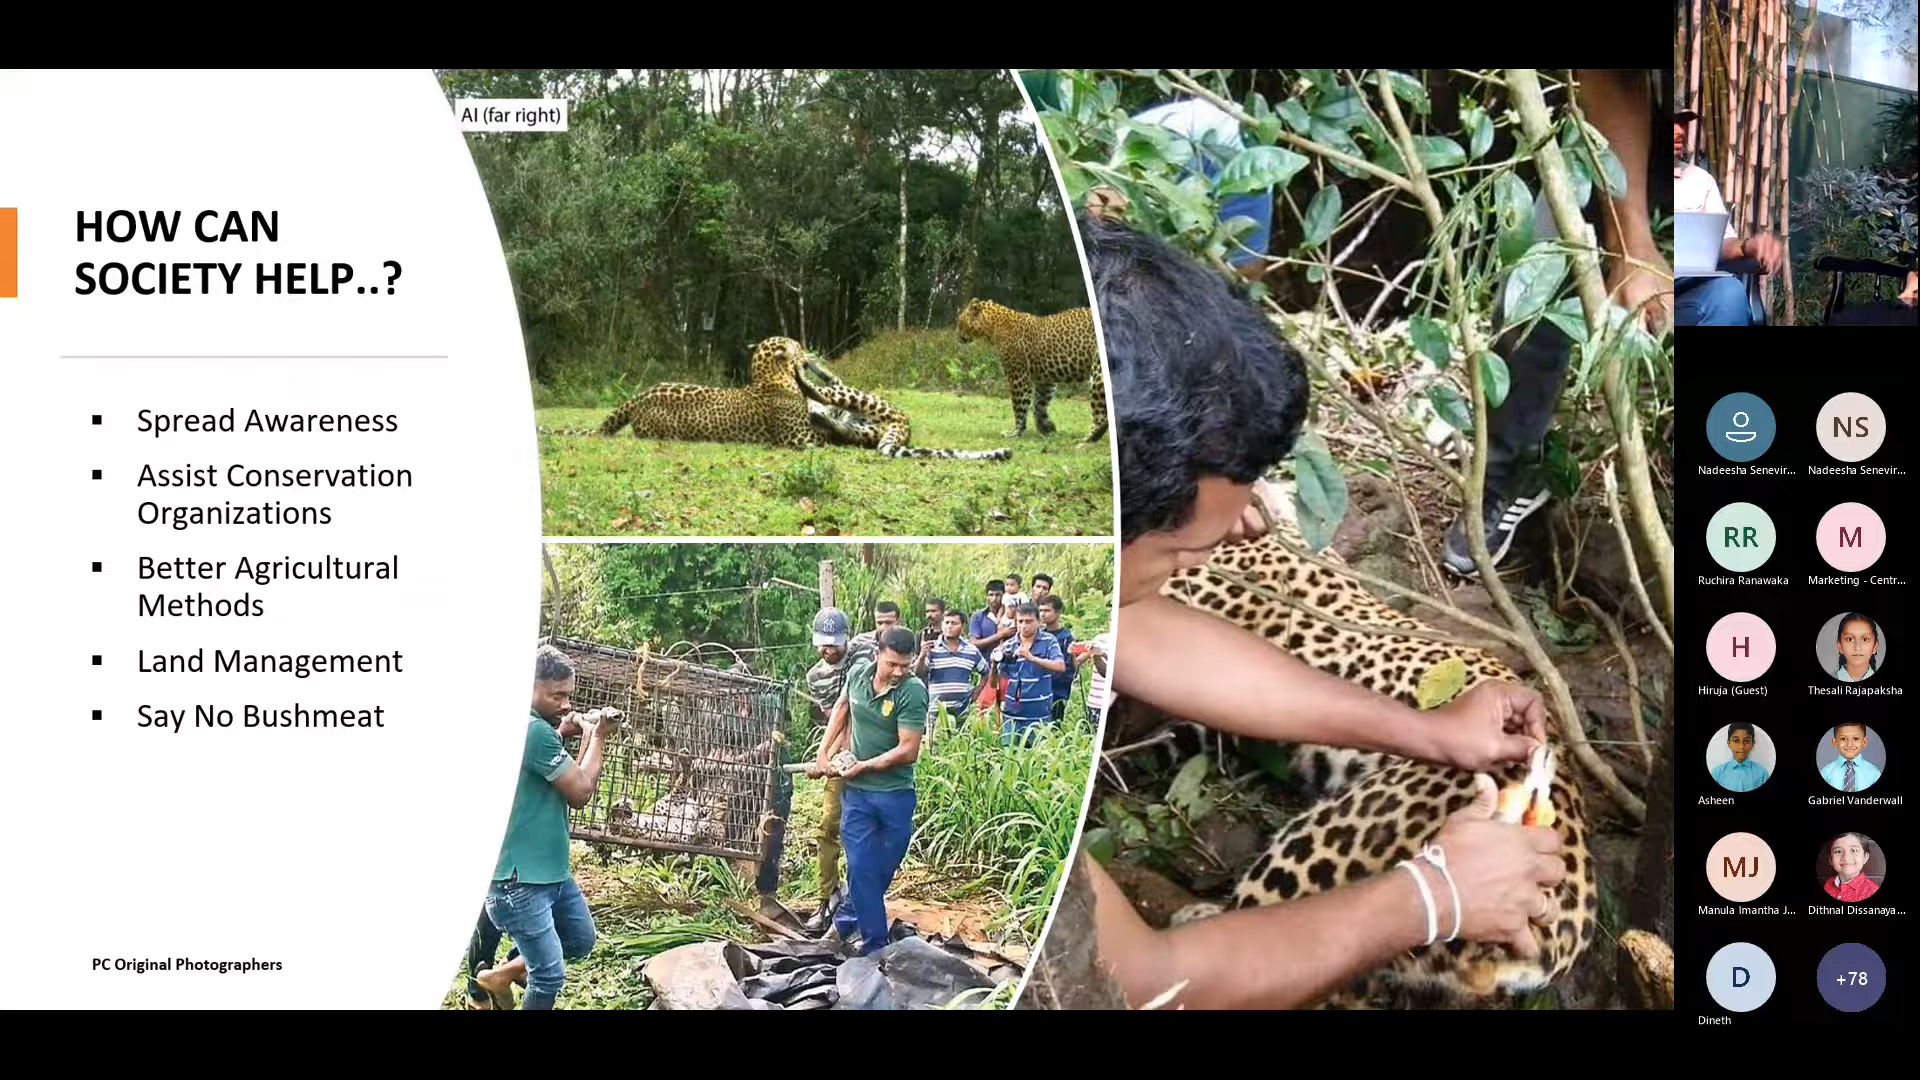 AI (far right)
HOW CAN
SOCIETY HELP..?
▪ Spread Awareness
▪ Assist Conservation
Organizations
▪ Better Agricultural
Methods
▪ Land Management
▪ Say No Bushmeat
PC Original Photographers
Nadeesha Senevir...
NS
Nadeesha Senevir...
RR
Ruchira Ranawaka
M
Marketing - Centr...
H
Hiruja (Guest)
Thesali Rajapaksha
Asheen
Gabriel Vanderwall
MJ
Manula Imantha J...
Dithnal Dissanaya...
D
Dineth
+78